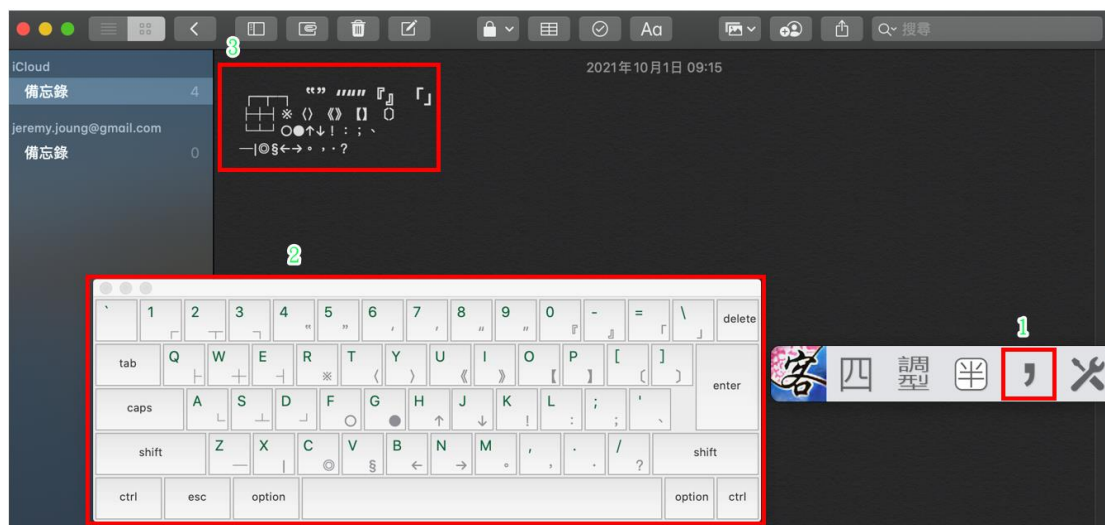 Aa
搜尋
iCloud
備忘錄 4
jeremy.joung@gmail.com
備忘錄 0
3
2021年10月1日 09:15
┌┬┐ “” 〃〃 『』 「」
├┼┤ ※ 〈〉 《》 【】 〔〕
└┴┘ ○●↑↓！：；、
—|◎§←→。，·？
2
` 1 ┌ 2 ┬ 3 ┐ 4 “ 5 ” 6 ′ 7 ′ 8 〃 9 〃 0 『 - 』 = 「 \ 」 delete
tab Q ├ W ┼ E ┤ R ※ T 〈 Y 〉 U 《 I 》 O 【 P 】 [ 〔 ] 〕
enter
caps A └ S ┴ D ┘ F ○ G ● H ↑ J ↓ K ！ L ： ; ； ' 、
shift Z — X | C ◎ V § B ← N → M 。 , ， . · / ？ shift
ctrl esc option option ctrl
1
客 四 調型 半 ，